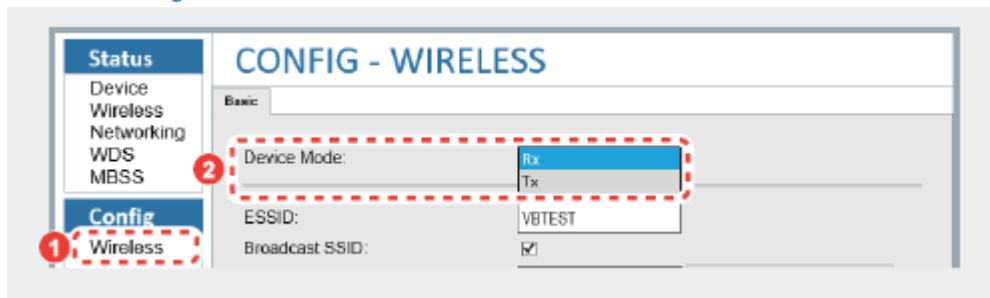 Status
Device
Wireless
Networking
WDS
MBSS
Config
1 Wireless
CONFIG - WIRELESS
Basic
2 Device Mode: Rx
Tx
ESSID: VBTEST
Broadcast SSID: